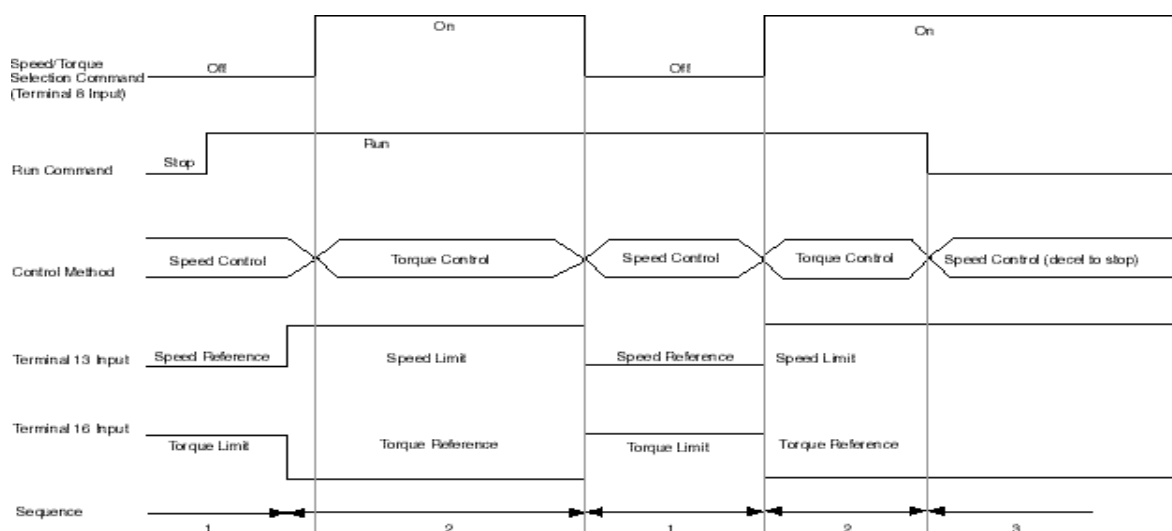 On
On
Speed/Torque
Selection Command
(Terminal 8 Input)
Off
Off
Run Command
Stop
Run
Control Method
Speed Control
Torque Control
Speed Control
Torque Control
Speed Control (decel to stop)
Terminal 13 Input
Speed Reference
Speed Limit
Speed Reference
Speed Limit
Terminal 16 Input
Torque Limit
Torque Reference
Torque Limit
Torque Reference
Sequence
1
2
1
2
3